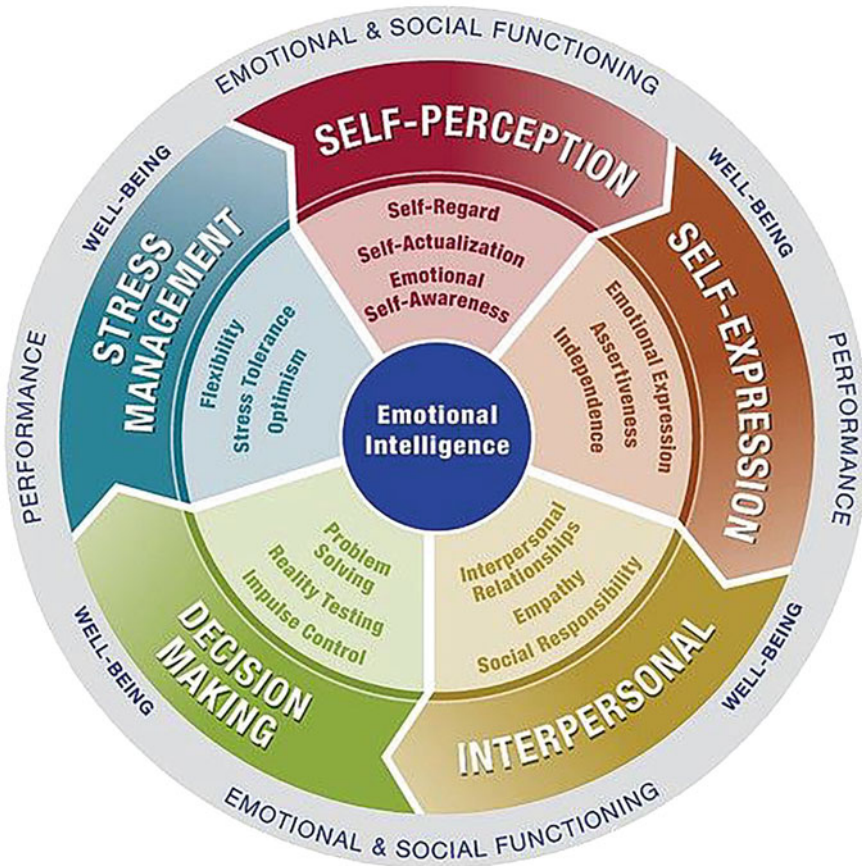 EMOTIONAL & SOCIAL FUNCTIONING
WELL-BEING
WELL-BEING
PERFORMANCE
PERFORMANCE
WELL-BEING
WELL-BEING
EMOTIONAL & SOCIAL FUNCTIONING
SELF-PERCEPTION
Self-Regard
Self-Actualization
Emotional
Self-Awareness
SELF-EXPRESSION
Emotional Expression
Assertiveness
Independence
INTERPERSONAL
Interpersonal
Relationships
Empathy
Social Responsibility
DECISION
MAKING
Problem
Solving
Reality Testing
Impulse Control
STRESS
MANAGEMENT
Flexibility
Stress Tolerance
Optimism
Emotional
Intelligence